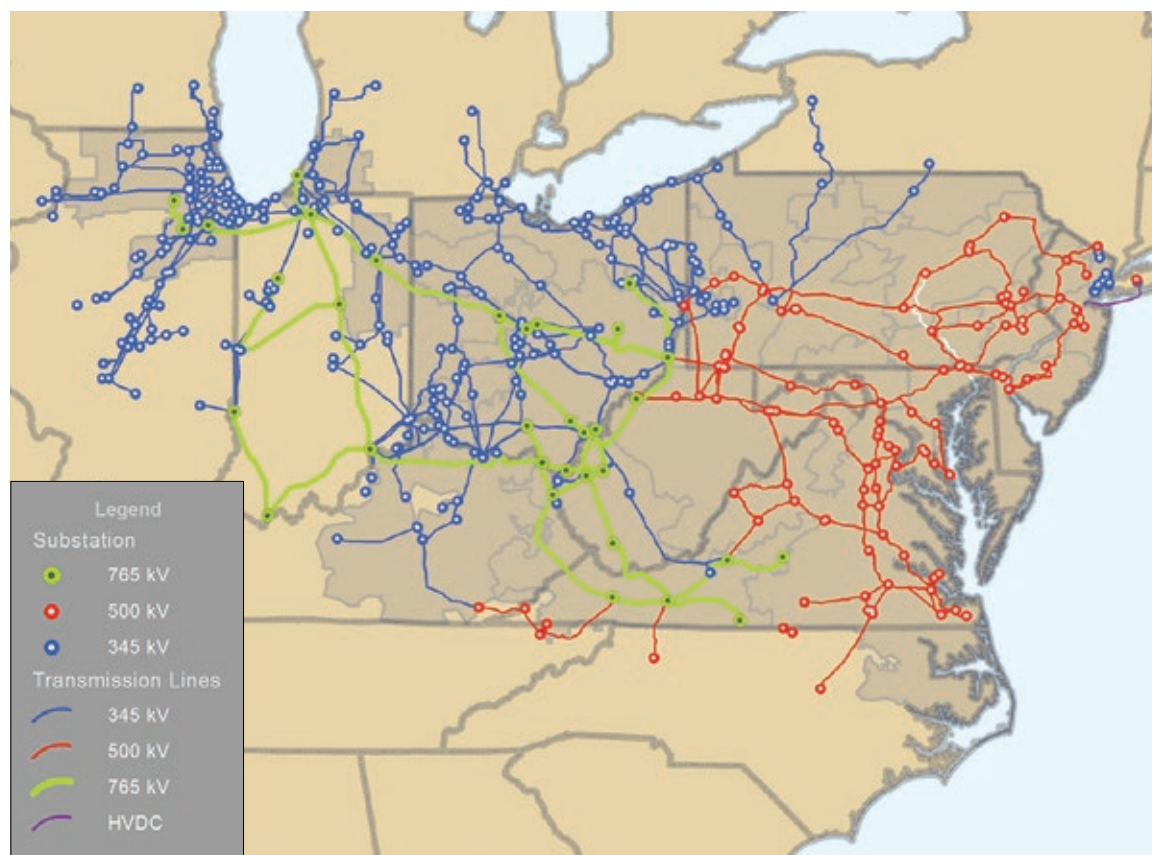 Legend
Substation
765 kV
500 kV
345 kV
Transmission Lines
345 kV
500 kV
765 kV
HVDC